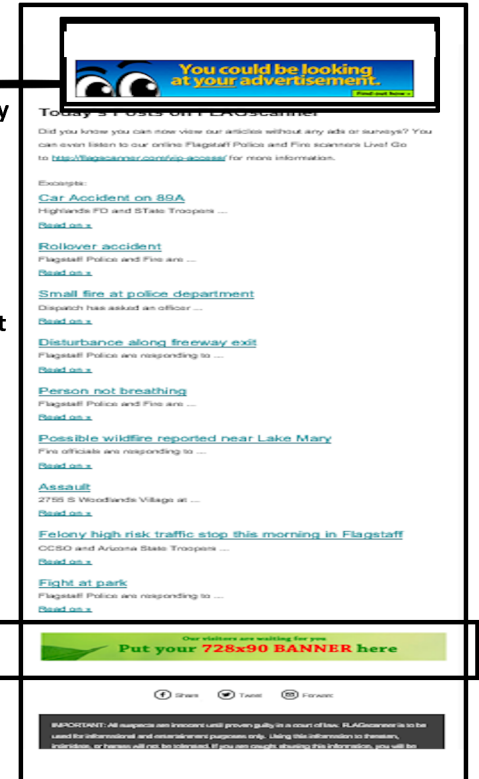 You could be looking
at your advertisement.
Find out how »
y
Today's Posts on FLAGscanner
Did you know you can now view our articles without any ads or surveys? You
can even listen to our online Flagstaff Police and Fire scanners Live! Go
to http://flagscanner.com/vip-access/ for more information.
Excerpts:
Car Accident on 89A
Highlands FD and STate Troopers ...
Read on »
Rollover accident
Flagstaff Police and Fire are ...
Read on »
Small fire at police department
Dispatch has asked an officer ...
t
Read on »
Disturbance along freeway exit
Flagstaff Police are responding to ...
Read on »
Person not breathing
Flagstaff Police and Fire are ...
Read on »
Possible wildfire reported near Lake Mary
Fire officials are responding to ...
Read on »
Assault
2755 S Woodlands Village at ...
Read on »
Felony high risk traffic stop this morning in Flagstaff
CCSO and Arizona State Troopers ...
Read on »
Fight at park
Flagstaff Police are responding to ...
Read on »
Our visitors are waiting for you
Put your 728x90 BANNER here
Share Tweet Forward
IMPORTANT: All suspects are innocent until proven guilty in a court of law. FLAGscanner is to be
used for informational and entertainment purposes only. Using this information to threaten,
intimidate, or harass will not be tolerated. If you are caught abusing this information, you will be